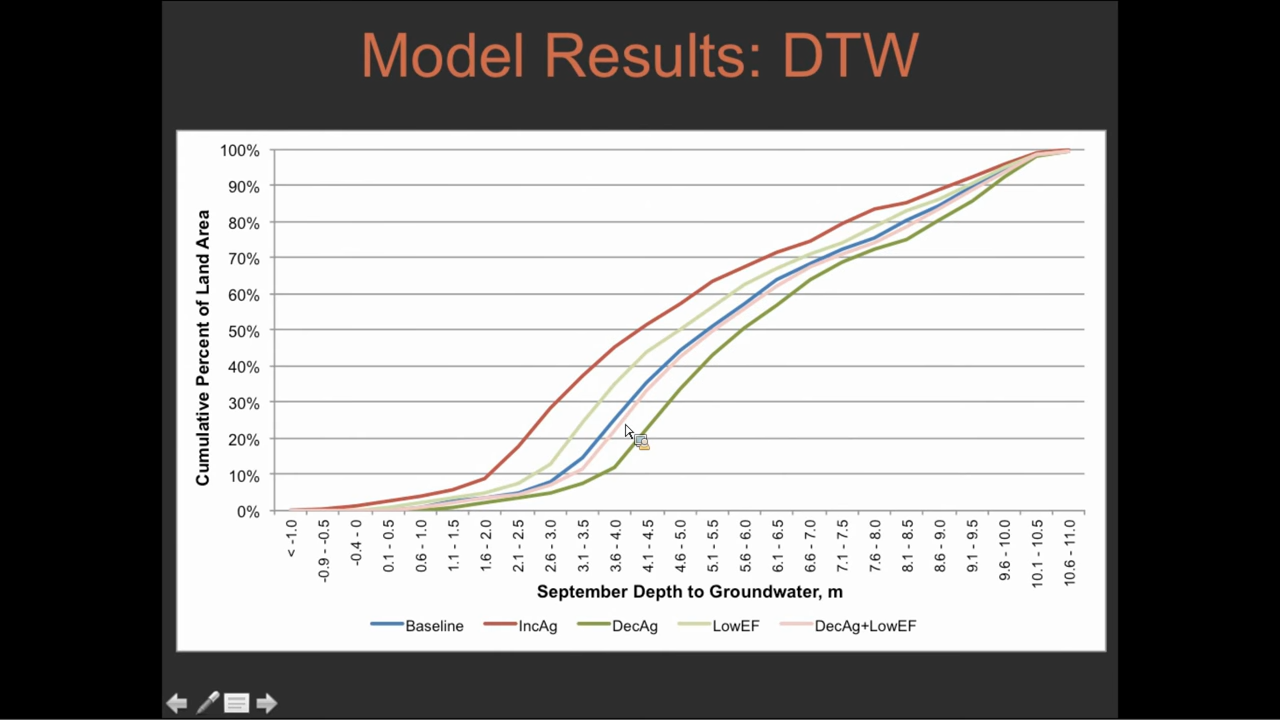 Model Results: DTW
Cumulative Percent of Land Area
100%
90%
80%
70%
60%
50%
40%
30%
20%
10%
0%
< -1.0
-0.9 - -0.5
-0.4 - 0
0.1 - 0.5
0.6 - 1.0
1.1 - 1.5
1.6 - 2.0
2.1 - 2.5
2.6 - 3.0
3.1 - 3.5
3.6 - 4.0
4.1 - 4.5
4.6 - 5.0
5.1 - 5.5
5.6 - 6.0
6.1 - 6.5
6.6 - 7.0
7.1 - 7.5
7.6 - 8.0
8.1 - 8.5
8.6 - 9.0
9.1 - 9.5
9.6 - 10.0
10.1 - 10.5
10.6 - 11.0
September Depth to Groundwater, m
Baseline IncAg DecAg LowEF DecAg+LowEF